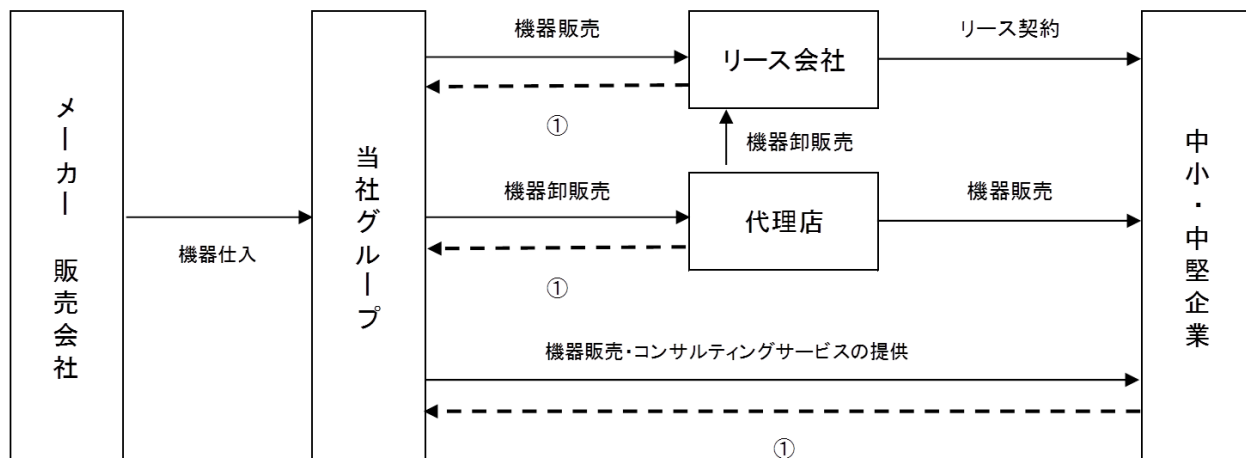 メーカー 販売会社
機器仕入
当社グループ
機器販売
①
機器卸販売
①
機器販売・コンサルティングサービスの提供
①
リース会社
機器卸販売
代理店
リース契約
機器販売
中小・中堅企業